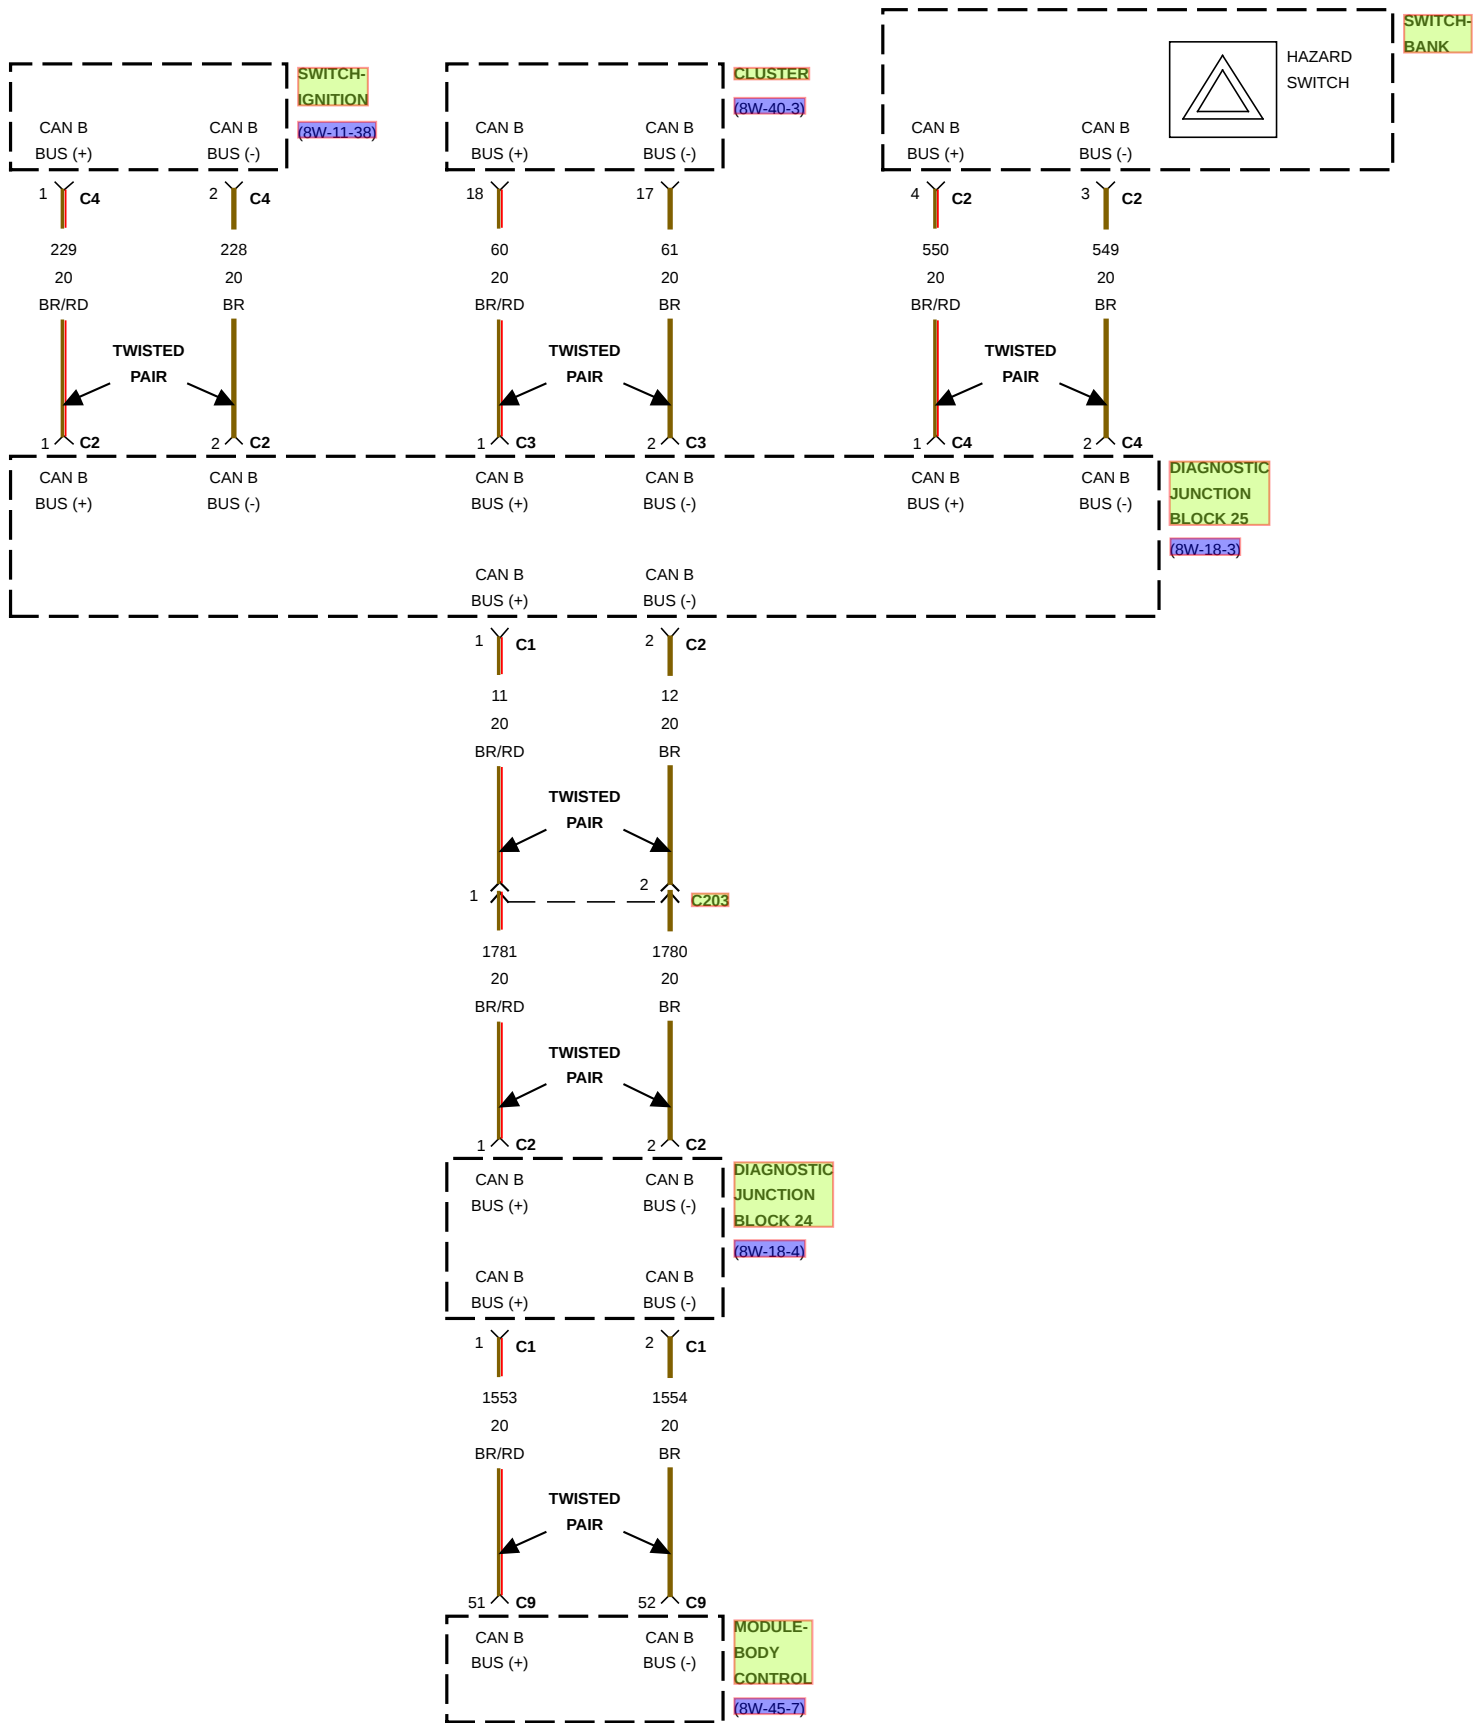 SWITCH-
BANK
HAZARD
SWITCH
SWITCH-
IGNITION
(8W-11-38)
CLUSTER
(8W-40-3)
CAN B CAN B CAN B CAN B CAN B CAN B
BUS (+) BUS (-) BUS (+) BUS (-) BUS (+) BUS (-)
1 C4 2 C4 18 17 4 C2 3 C2
229 228 60 61 550 549
20 20 20 20 20 20
BR/RD BR BR/RD BR BR/RD BR
TWISTED TWISTED TWISTED
PAIR PAIR PAIR
1 C2 2 C2 1 C3 2 C3 1 C4 2 C4
CAN B CAN B CAN B CAN B CAN B CAN B
BUS (+) BUS (-) BUS (+) BUS (-) BUS (+) BUS (-)
DIAGNOSTIC
JUNCTION
BLOCK 25
(8W-18-3)
CAN B CAN B
BUS (+) BUS (-)
1 C1 2 C2
11 12
20 20
BR/RD BR
TWISTED
PAIR
1 2 C203
1781 1780
20 20
BR/RD BR
TWISTED
PAIR
1 C2 2 C2
CAN B CAN B
BUS (+) BUS (-)
DIAGNOSTIC
JUNCTION
BLOCK 24
(8W-18-4)
CAN B CAN B
BUS (+) BUS (-)
1 C1 2 C1
1553 1554
20 20
BR/RD BR
TWISTED
PAIR
51 C9 52 C9
CAN B CAN B
BUS (+) BUS (-)
MODULE-
BODY
CONTROL
(8W-45-7)